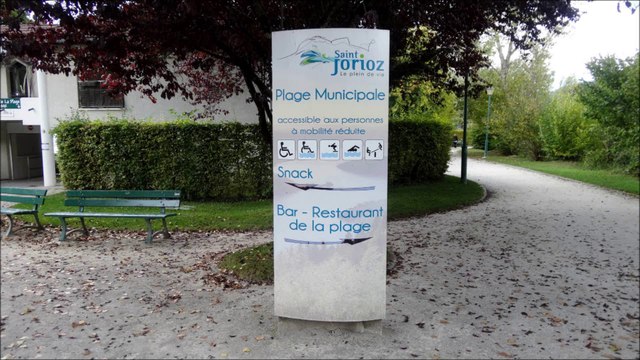 Saint
Jorioz
Le plein de vie
Plage Municipale
accessible aux personnes
à mobilité réduite
Snack
Bar - Restaurant
de la plage